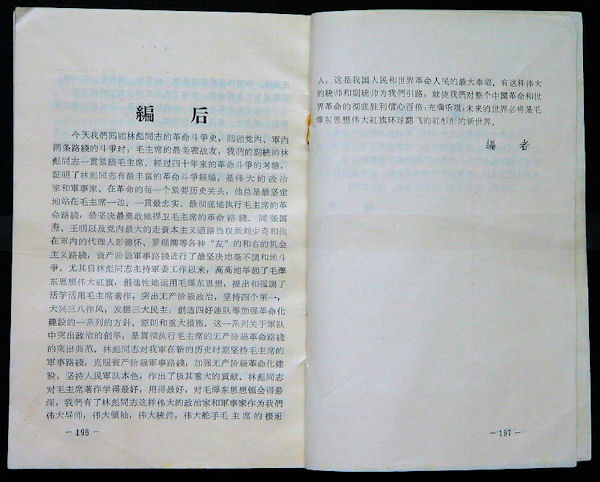 編　后
今天我們回顾林彪同志的革命斗爭史，回顾党內、軍內
两条路綫的斗爭时，毛主席的最亲密战友，我們的副統帅林
彪同志一貫紧跟毛主席，经过四十年来的革命斗爭的考驗，
証明了林彪同志有最丰富的革命斗爭經驗，是伟大的政治
家和軍事家。在革命的每一个紧要历史关头，他总是最坚定
地站在毛主席一边，一貫最忠实、最彻底地执行毛主席的革
命路綫，最坚决最勇敢地捍卫毛主席的革命路綫。同张国
燾、王明以及党內最大的走資本主义道路当权派刘少奇和他
在軍內的代理人彭德怀、罗瑞卿等各种“左”的和右的机会
主义路綫，資产阶級軍事路綫进行了最坚决地毫不調和地斗
爭。尤其自林彪同志主持軍委工作以来，高高地举起了毛澤
东思想伟大紅旗，創造性地运用毛澤东思想，提出和强調了
活学活用毛主席著作，突出无产阶級政治，坚持四个第一，
大兴三八作风，发揚三大民主，創造四好連队等加强革命化
建設的一系列的方針、原則和重大措施。这一系列关于軍队
中突出政治的創举，是貫彻执行毛主席的无产阶級革命路綫
的突出典范。林彪同志对我軍在新的历史时期坚持毛主席的
軍事路綫，克服資产阶級軍事路綫，加强无产阶級革命化建
設，坚持人民軍队本色，作出了极其重大的貢献。林彪同志
对毛主席著作学得最好，用得最好，对毛澤东思想領会得最
深，我們有了林彪同志这样伟大的政治家和軍事家作为我們
伟大导师，伟大領袖，伟大統帅，伟大舵手毛主席的接班
— 196 —
人，这是我国人民和世界革命人民的最大幸福。有这样伟大
的統帅和副統帅为我們引路，就使我們对整个中国革命和世
界革命的彻底胜利信心百倍，充滿乐观，未来的世界必将是毛
澤东思想伟大紅旗环球翻飞的紅彤彤的新世界。
編　者
— 197 —